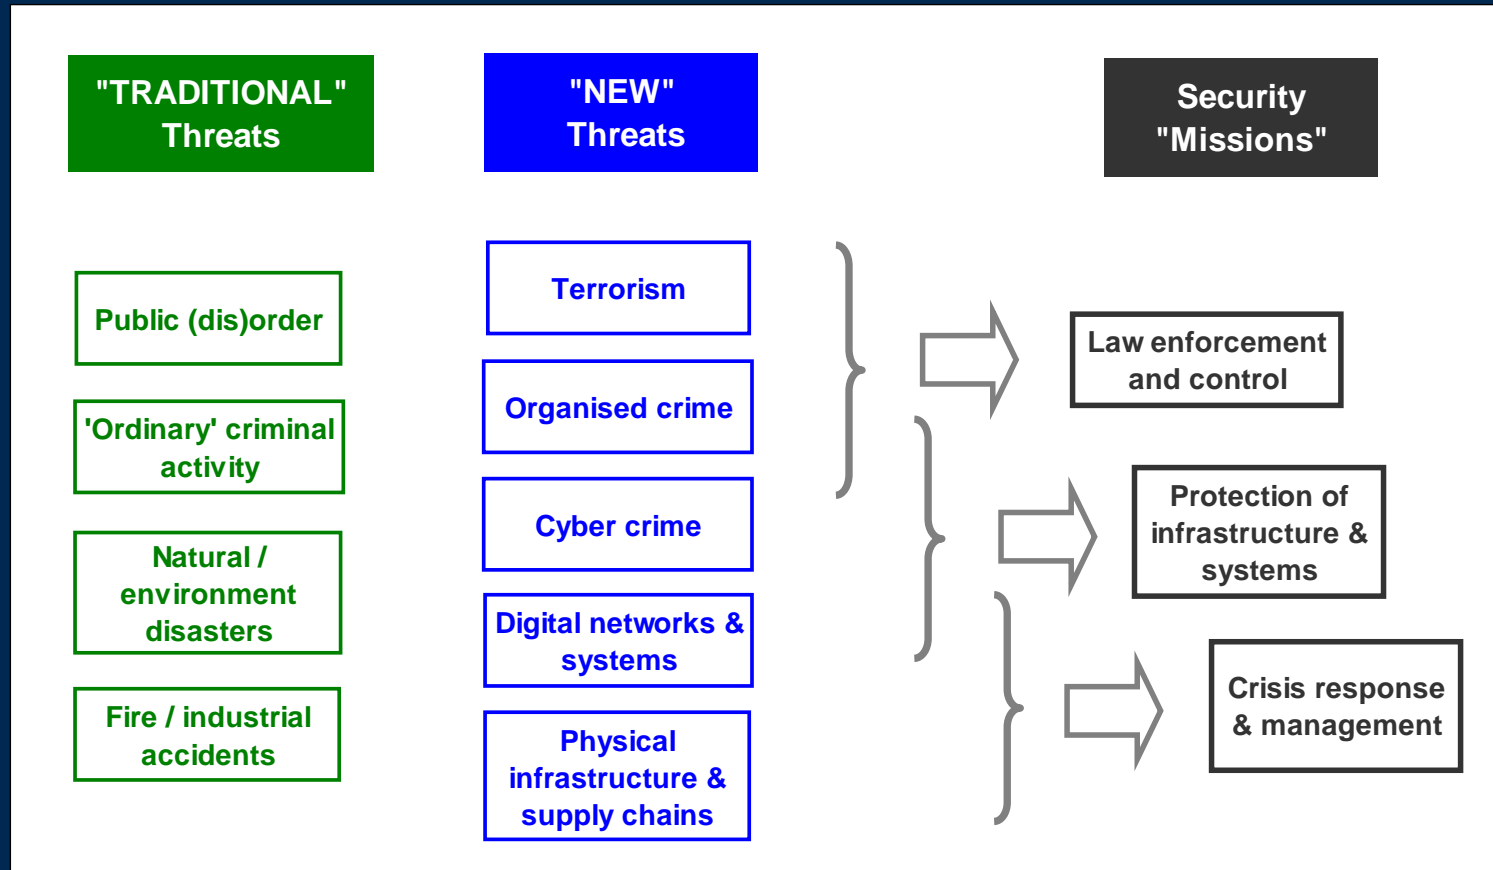 "TRADITIONAL"
Threats
"NEW"
Threats
Security
"Missions"
Public (dis)order
'Ordinary' criminal
activity
Natural /
environment
disasters
Fire / industrial
accidents
Terrorism
Organised crime
Cyber crime
Digital networks &
systems
Physical
infrastructure &
supply chains
Law enforcement
and control
Protection of
infrastructure &
systems
Crisis response
& management